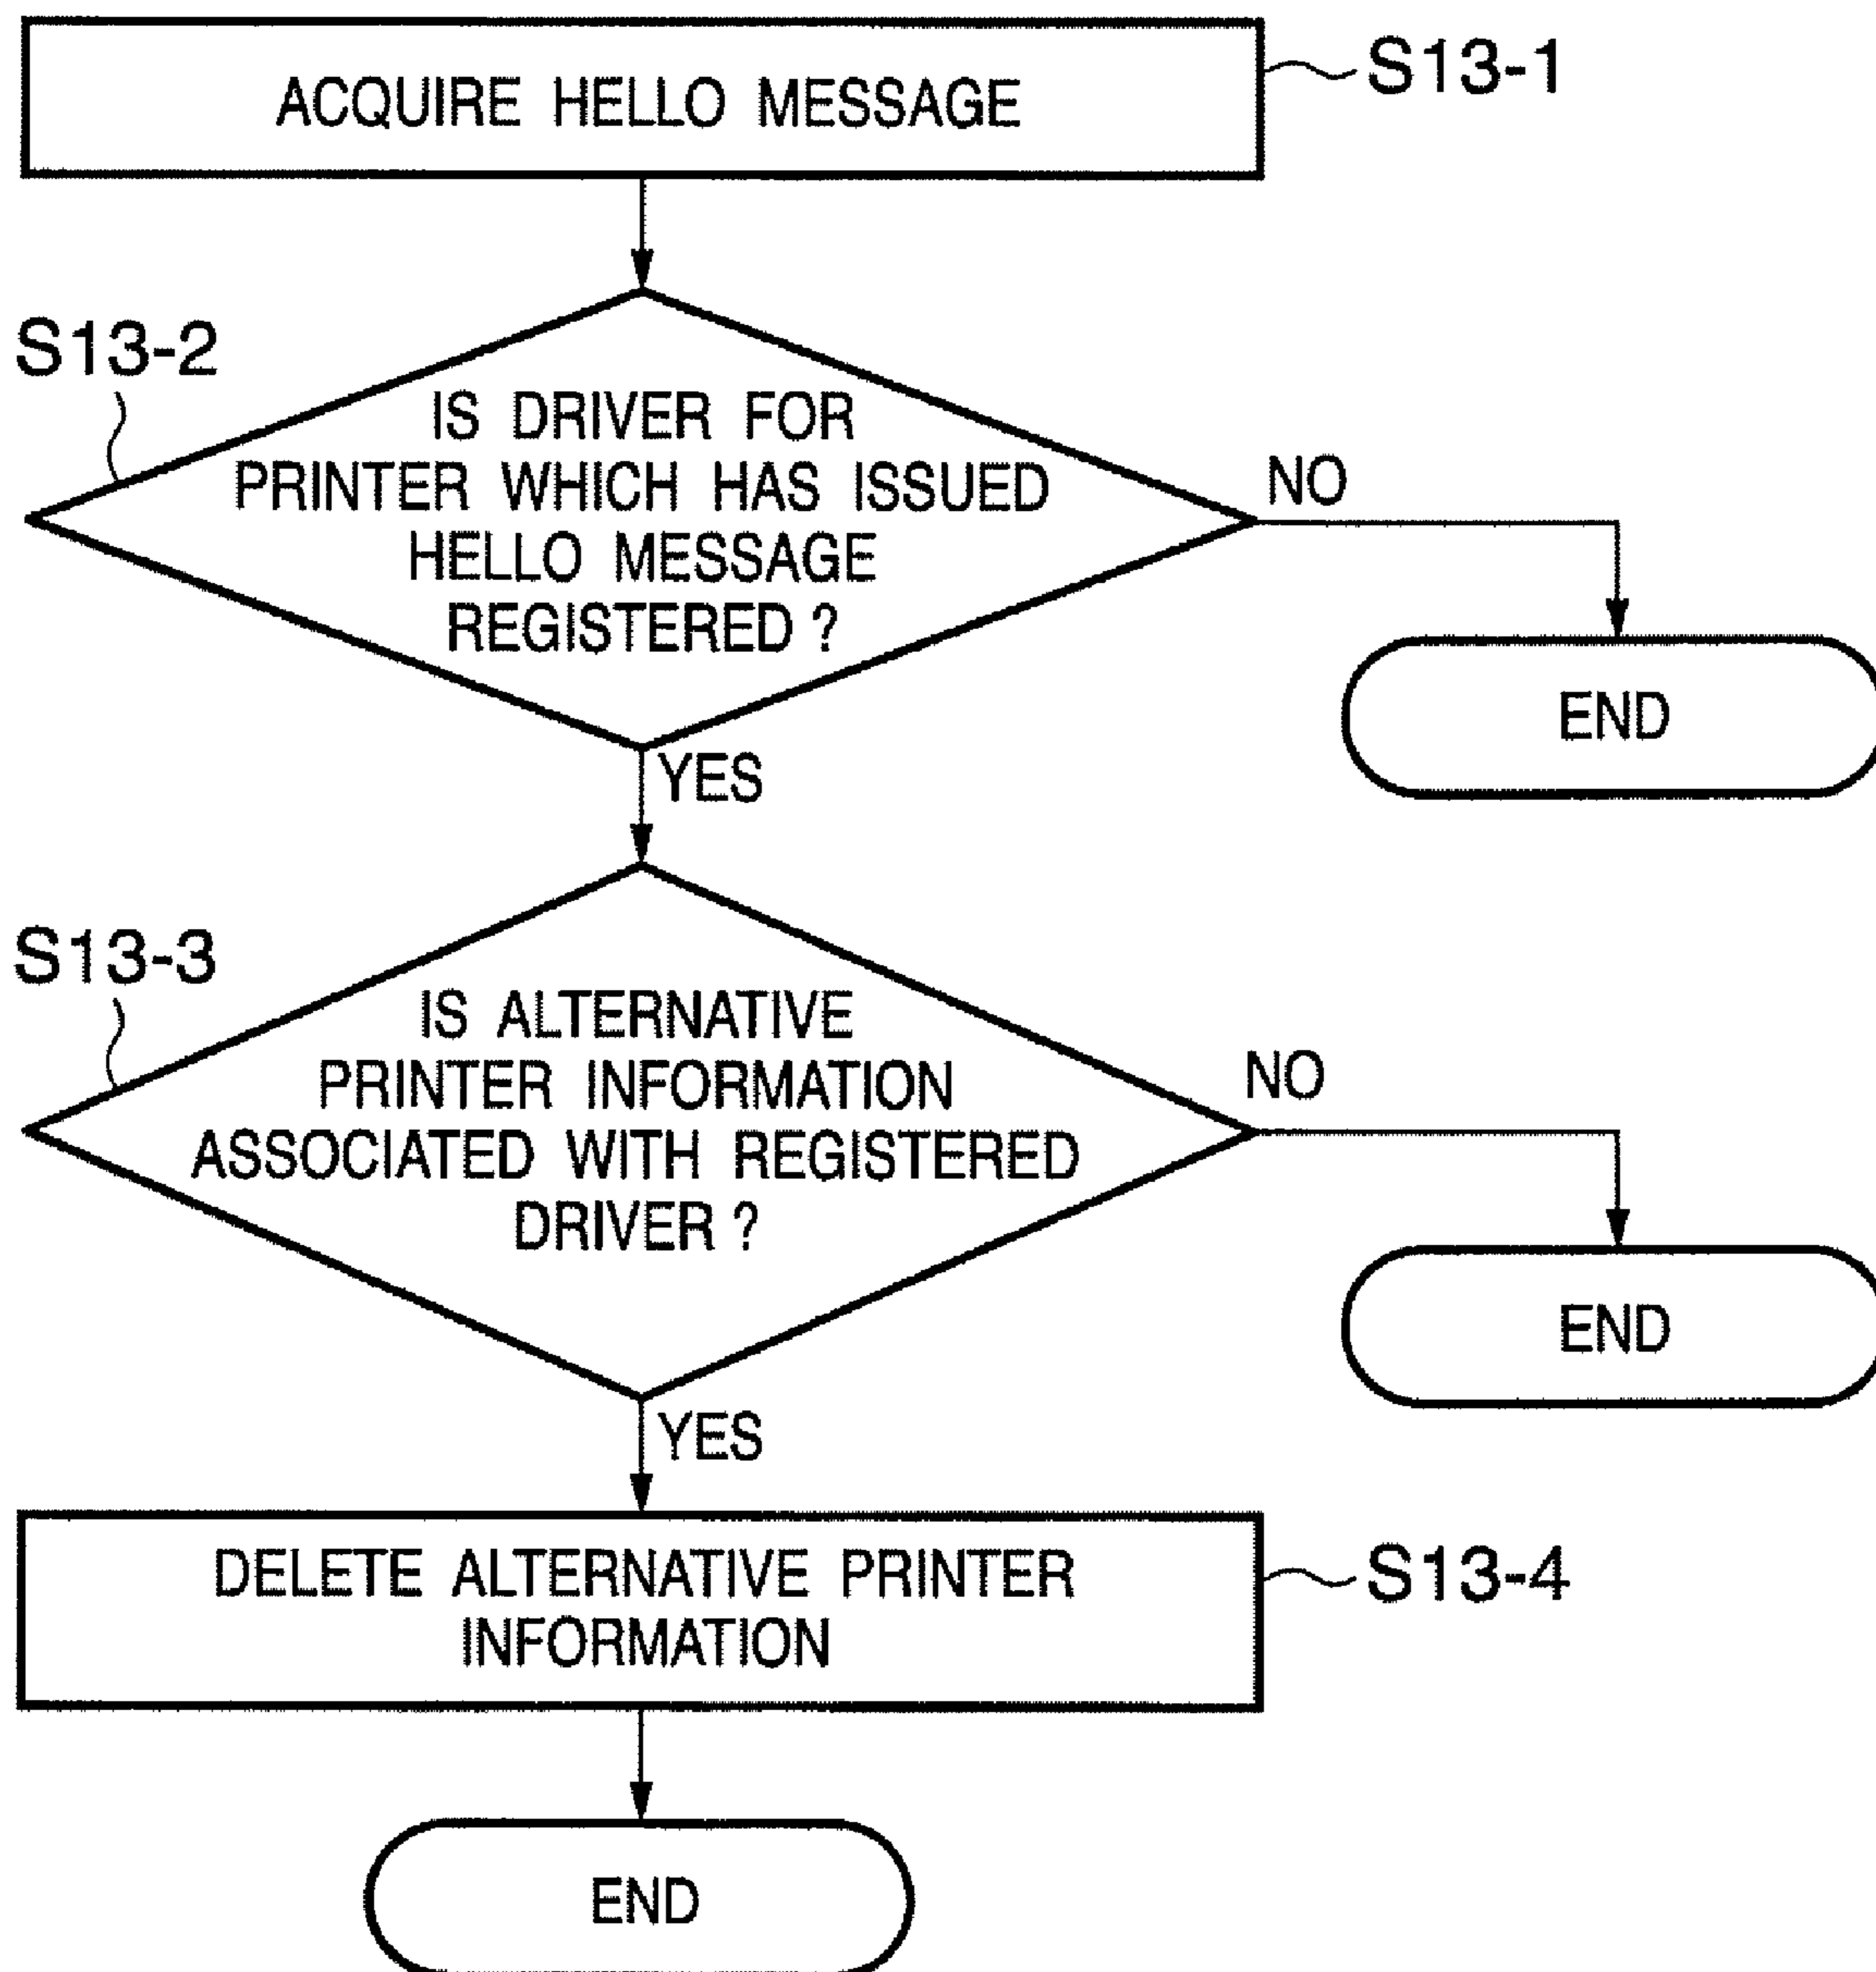 ACQUIRE HELLO MESSAGE
S13-1
S13-2
IS DRIVER FOR
PRINTER WHICH HAS ISSUED
HELLO MESSAGE
REGISTERED ?
NO
END
YES
S13-3
IS ALTERNATIVE
PRINTER INFORMATION
ASSOCIATED WITH REGISTERED
DRIVER ?
NO
END
YES
DELETE ALTERNATIVE PRINTER
INFORMATION
S13-4
END